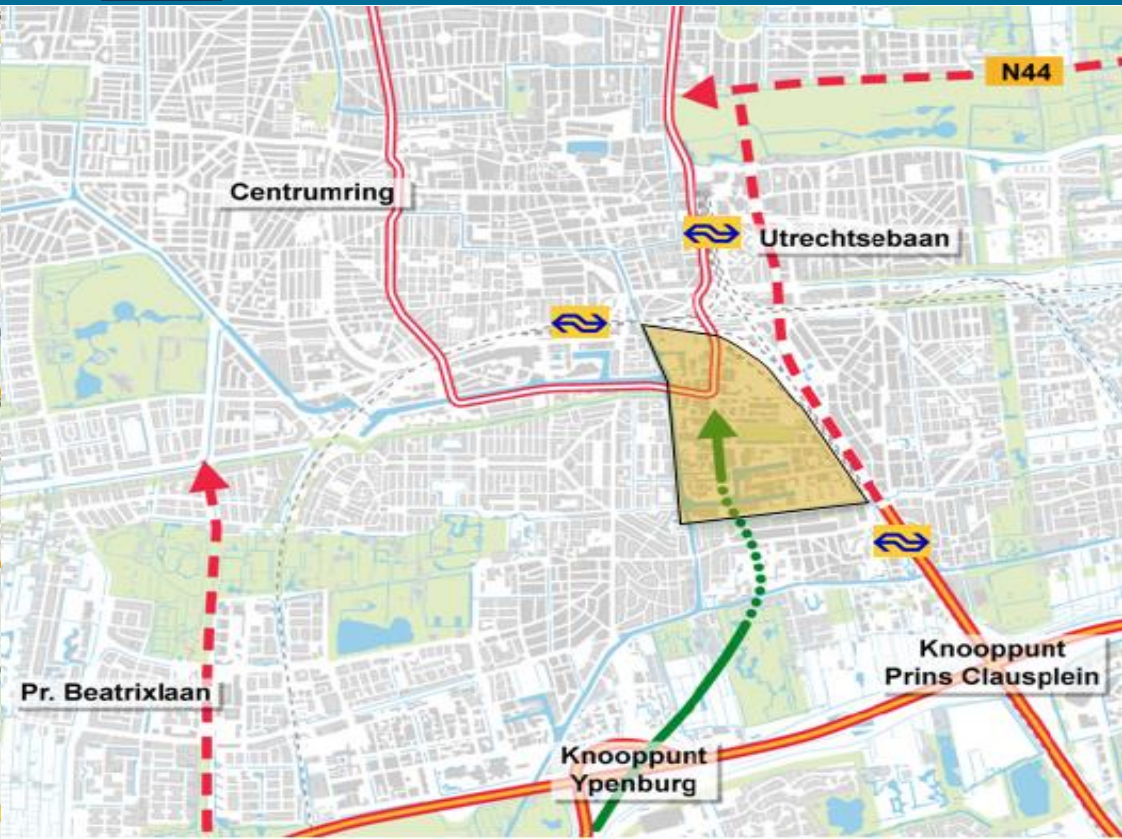 N44
Centrumring
Utrechtsebaan
Knooppunt
Prins Clausplein
Pr. Beatrixlaan
Knooppunt
Ypenburg